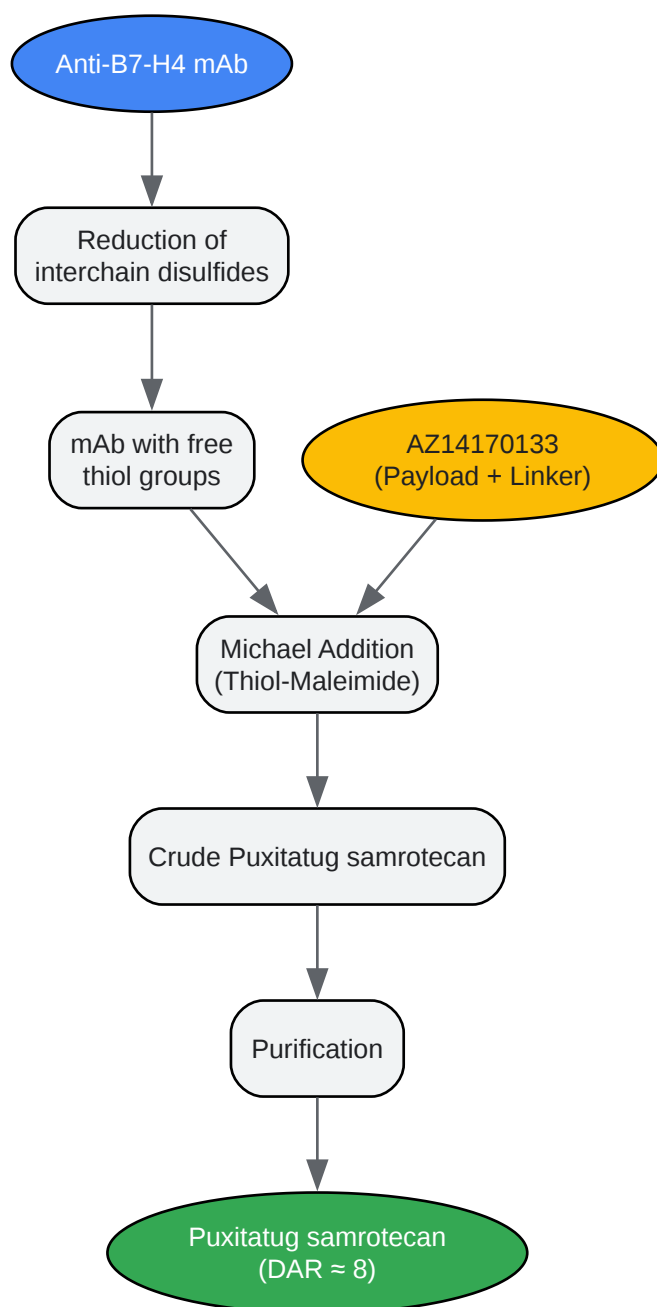 Anti-B7-H4 mAb
Reduction of
interchain disulfides
mAb with free
thiol groups
AZ14170133
(Payload + Linker)
Michael Addition
(Thiol-Maleimide)
Crude Puxitatug samrotecan
Purification
Puxitatug samrotecan
(DAR ≈ 8)